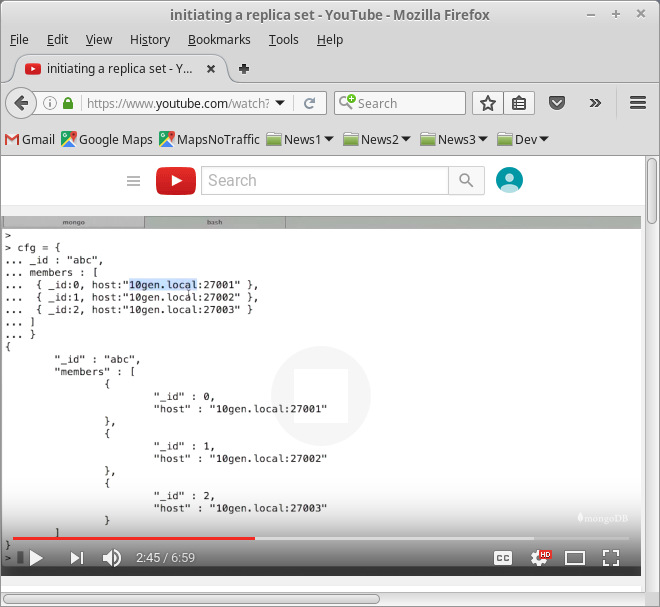 initiating a replica set - YouTube - Mozilla Firefox
File Edit View History Bookmarks Tools Help
initiating a replica set - Y...
https://www.youtube.com/watch? Search
Gmail Google Maps MapsNoTraffic News1 News2 News3 Dev
Search
mongo bash
>
> cfg = {
... _id : "abc",
... members : [
...  { _id:0, host:"10gen.local:27001" },
...  { _id:1, host:"10gen.local:27002" },
...  { _id:2, host:"10gen.local:27003" }
... ]
... }
{
"_id" : "abc",
"members" : [
{
"_id" : 0,
"host" : "10gen.local:27001"
},
{
"_id" : 1,
"host" : "10gen.local:27002"
},
{
"_id" : 2,
"host" : "10gen.local:27003"
}
]
}
>
mongoDB
2:45 / 6:59 CC HD